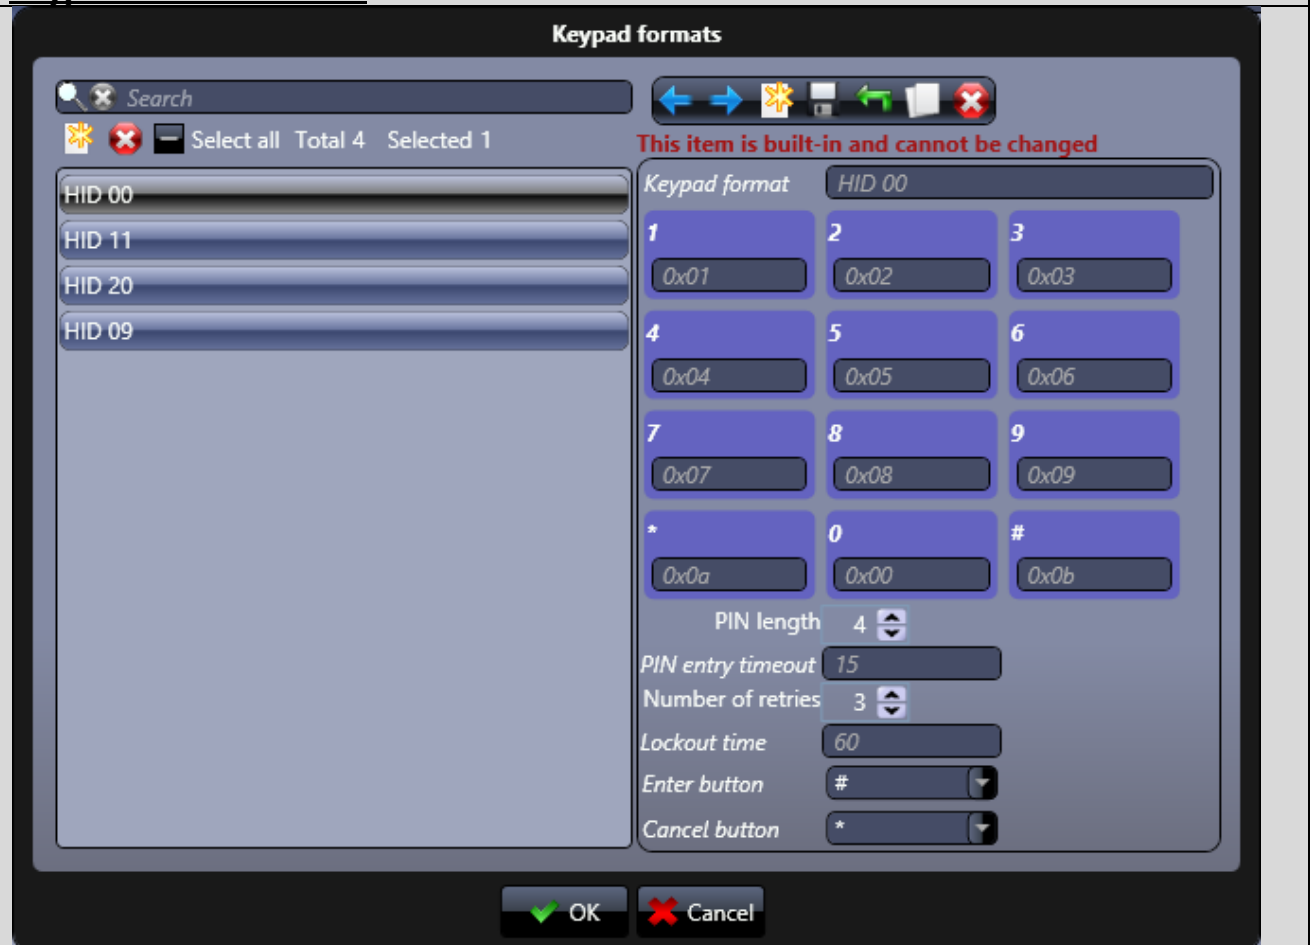 Keypad formats
Search
Select all Total 4 Selected 1
HID 00
HID 11
HID 20
HID 09
This item is built-in and cannot be changed
Keypad format HID 00
1 2 3
0x01 0x02 0x03
4 5 6
0x04 0x05 0x06
7 8 9
0x07 0x08 0x09
* 0 #
0x0a 0x00 0x0b
PIN length 4
PIN entry timeout 15
Number of retries 3
Lockout time 60
Enter button #
Cancel button *
OK Cancel